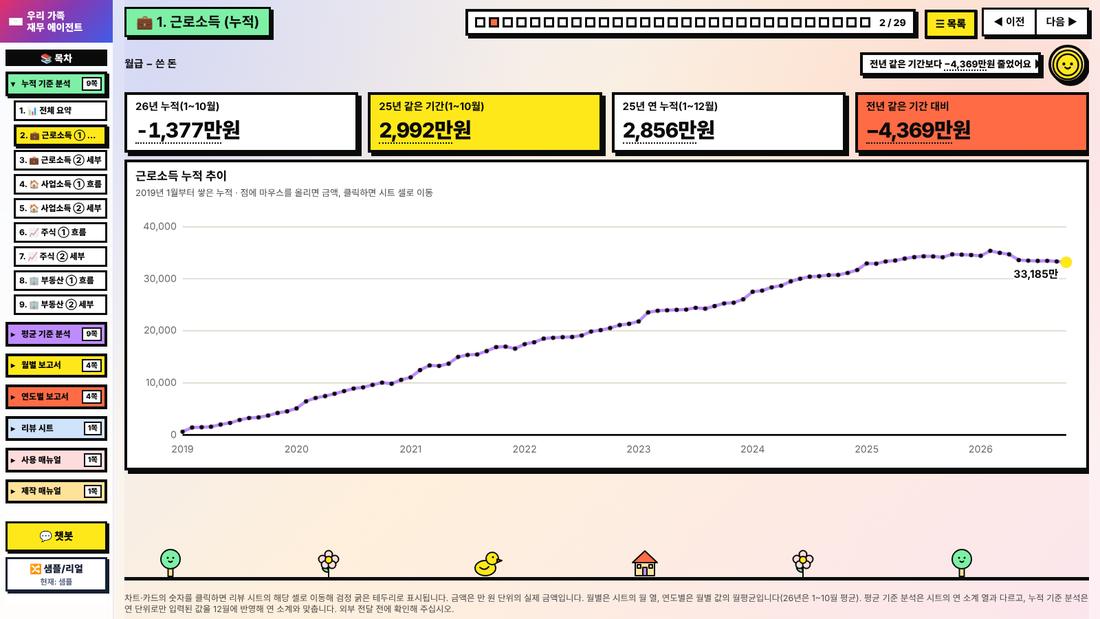 우리 가족
재무 에이전트
📚 목차
▼ 누적 기준 분석 9쪽
1. 📊 전체 요약
2. 💼 근로소득 ① ...
3. 💼 근로소득 ② 세부
4. 🏠 사업소득 ① 흐름
5. 🏠 사업소득 ② 세부
6. 📈 주식 ① 흐름
7. 📈 주식 ② 세부
8. 🏢 부동산 ① 흐름
9. 🏢 부동산 ② 세부
▶ 평균 기준 분석 9쪽
▶ 월별 보고서 4쪽
▶ 연도별 보고서 4쪽
▶ 리뷰 시트 1쪽
▶ 사용 매뉴얼 1쪽
▶ 제작 매뉴얼 1쪽
💬 챗봇
🔀 샘플/리얼
현재: 샘플
💼 1. 근로소득 (누적)
2 / 29
☰ 목록
◀ 이전
다음 ▶
월급 – 쓴 돈
전년 같은 기간보다 −4,369만원 줄었어요
26년 누적(1~10월)
-1,377만원
25년 같은 기간(1~10월)
2,992만원
25년 연 누적(1~12월)
2,856만원
전년 같은 기간 대비
−4,369만원
근로소득 누적 추이
2019년 1월부터 쌓은 누적 · 점에 마우스를 올리면 금액, 클릭하면 시트 셀로 이동
40,000
30,000
20,000
10,000
0
33,185만
2019 2020 2021 2022 2023 2024 2025 2026
차트·카드의 숫자를 클릭하면 리뷰 시트의 해당 셀로 이동해 검정 굵은 테두리로 표시됩니다. 금액은 만 원 단위의 실제 금액입니다. 월별은 시트의 월 열, 연도별은 월별 값의 월평균입니다(26년은 1~10월 평균). 평균 기준 분석은 시트의 연 소계 열과 다르고, 누적 기준 분석은
연 단위로만 입력된 값을 12월에 반영해 연 소계와 맞춥니다. 외부 전달 전에 확인해 주십시오.